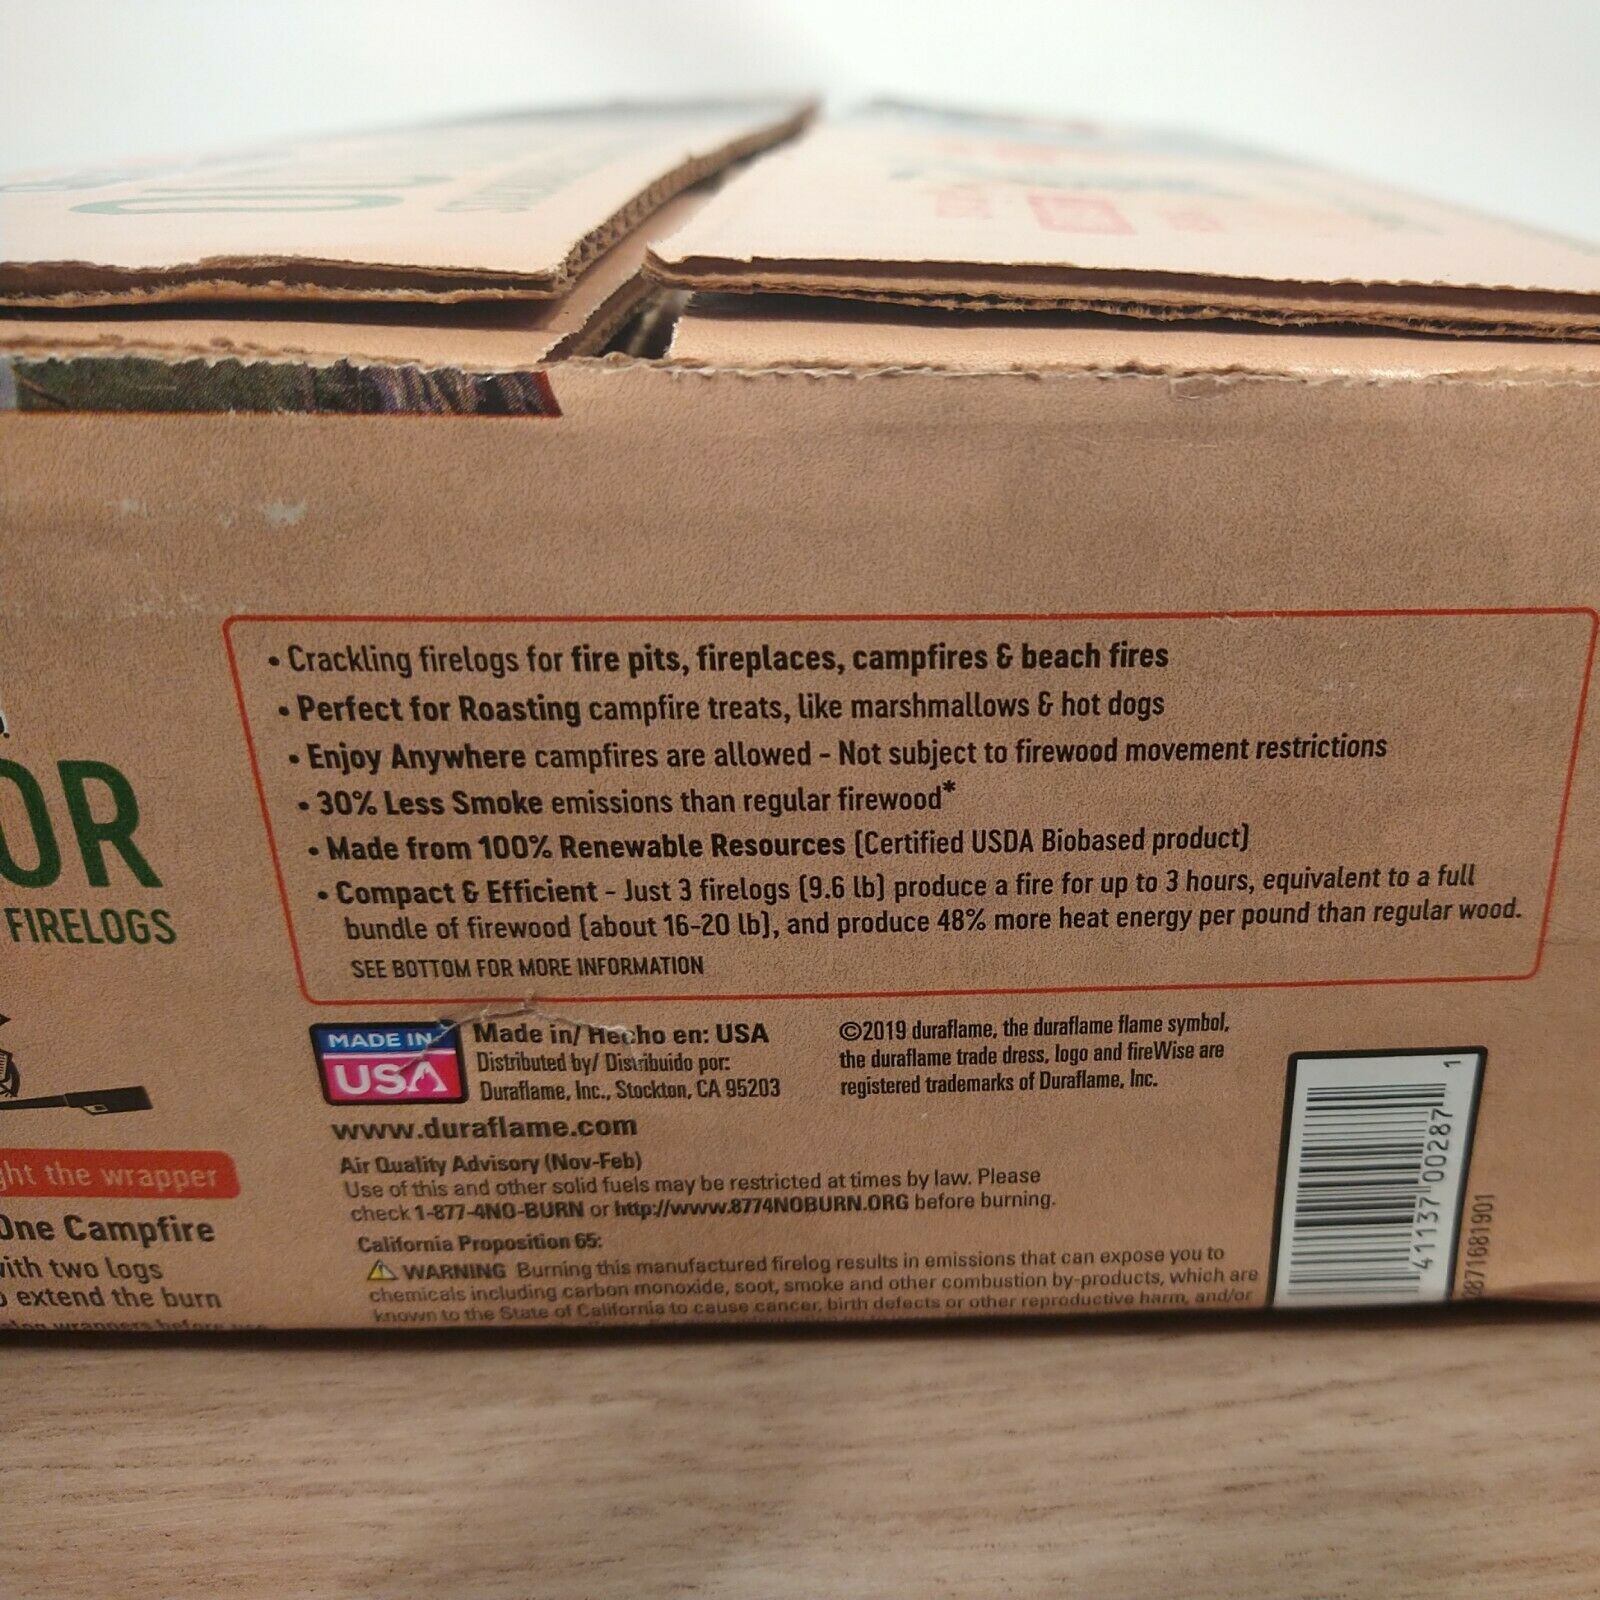 OR
FIRELOGS
ht the wrapper
One Campfire
with two logs
extend the burn
• Crackling firelogs for fire pits, fireplaces, campfires & beach fires
• Perfect for Roasting campfire treats, like marshmallows & hot dogs
• Enjoy Anywhere campfires are allowed - Not subject to firewood movement restrictions
• 30% Less Smoke emissions than regular firewood*
• Made from 100% Renewable Resources (Certified USDA Biobased product)
• Compact & Efficient - Just 3 firelogs (9.6 lb) produce a fire for up to 3 hours, equivalent to a full
bundle of firewood (about 16-20 lb), and produce 48% more heat energy per pound than regular wood.
SEE BOTTOM FOR MORE INFORMATION
MADE IN
USA
Made in/ Hecho en: USA
Distributed by/ Distribuido por:
Duraflame, Inc., Stockton, CA 95203
www.duraflame.com
©2019 duraflame, the duraflame flame symbol,
the duraflame trade dress, logo and fireWise are
registered trademarks of Duraflame, Inc.
Air Quality Advisory (Nov-Feb)
Use of this and other solid fuels may be restricted at times by law. Please
check 1-877-4NO-BURN or http://www.8774NOBURN.ORG before burning.
California Proposition 65:
WARNING Burning this manufactured firelog results in emissions that can expose you to
chemicals including carbon monoxide, soot, smoke and other combustion by-products, which are
known to the State of California to cause cancer, birth defects or other reproductive harm, and/or
41137 00287 1